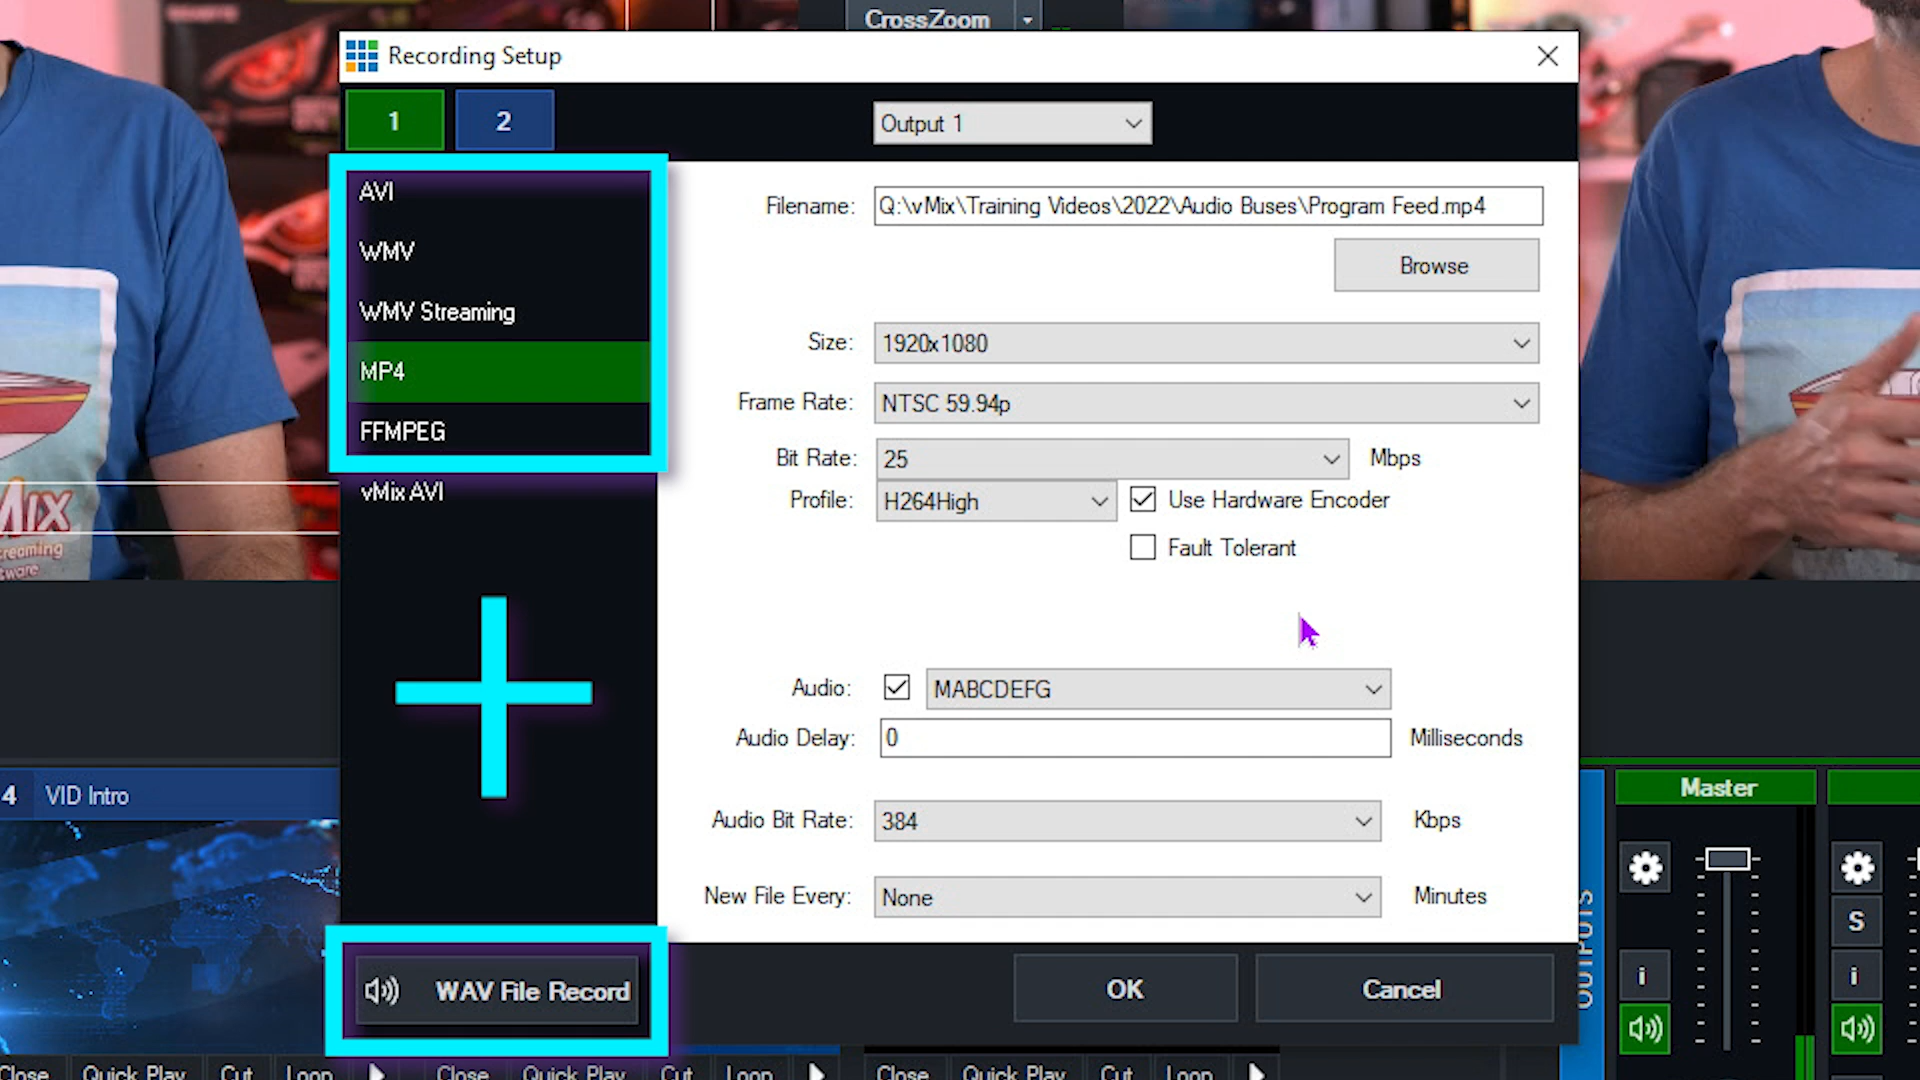 CrossZoom
Recording Setup
1
2
Output 1
AVI
WMV
WMV Streaming
MP4
FFMPEG
vMix AVI
WAV File Record
Filename:
Q:\vMix\Training Videos\2022\Audio Buses\Program Feed.mp4
Browse
Size:
1920x1080
Frame Rate:
NTSC 59.94p
Bit Rate:
25
Mbps
Profile:
H264High
Use Hardware Encoder
Fault Tolerant
Audio:
MABCDEFG
Audio Delay:
0
Milliseconds
Audio Bit Rate:
384
Kbps
New File Every:
None
Minutes
OK
Cancel
4 VID Intro
Master
OUTPUTS
S
i
i
Close Quick Play Cut Loop
Close Quick Play Cut Loop
Close Quick Play Cut Loop